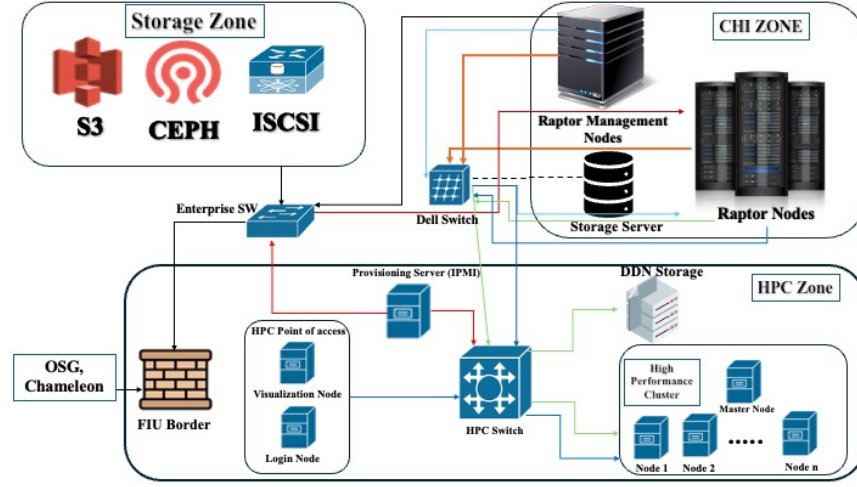 Storage Zone
S3
CEPH
ISCSI
CHI ZONE
Raptor Management
Nodes
Raptor Nodes
Storage Server
Enterprise SW
Dell Switch
Provisioning Server (IPMI)
DDN Storage
HPC Zone
HPC Point of access
Visualization Node
Login Node
OSG,
Chameleon
FIU Border
HPC Switch
High
Performance
Cluster
Master Node
Node 1
Node 2
.....
Node n